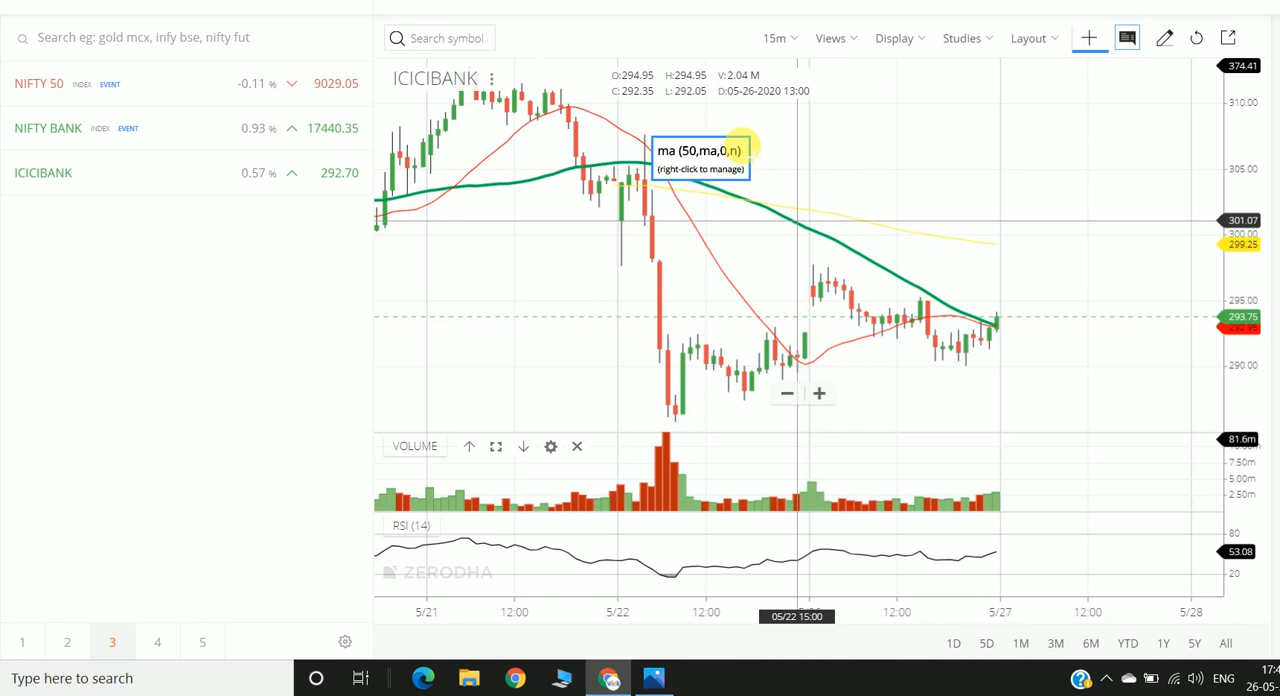 Search eg: gold mcx, infy bse, nifty fut
NIFTY 50 INDEX EVENT -0.11 % 9029.05
NIFTY BANK INDEX EVENT 0.93 % 17440.35
ICICIBANK 0.57 % 292.70
1 2 3 4 5
Search symbol
15m Views Display Studies Layout
ICICIBANK
O:294.95 H:294.95 V:2.04 M
C:292.35 L: 292.05 D:05-26-2020 13:00
ma (50,ma,0,n)
(right-click to manage)
374.41
310.00
305.00
301.07
300.00
299.25
295.00
293.75
292.95
290.00
VOLUME
81.6m
7.50m
5.00m
2.50m
RSI (14)
80
53.08
20
ZERODHA
5/21 12:00 5/22 12:00 12:00 5/27 12:00 5/28
05/22 15:00
1D 5D 1M 3M 6M YTD 1Y 5Y All
Type here to search
ENG
26-05-